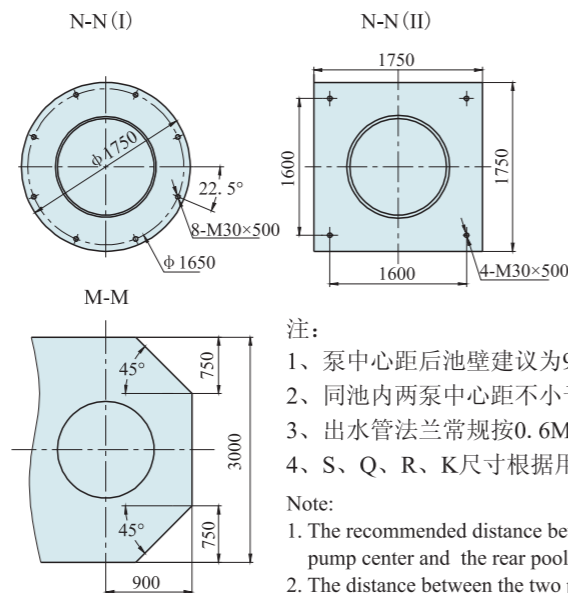 N-N(I)
N-N(II)
φ1750
22.5°
8-M30×500
φ1650
1750
1600
1750
1600
4-M30×500
M-M
45°
750
3000
45°
750
900
注:
1、泵中心距后池壁建议为9
2、同池内两泵中心距不小
3、出水管法兰常规按0.6M
4、S、Q、R、K尺寸根据用
Note:
1. The recommended distance be
pump center and the rear pool
2. The distance between the two